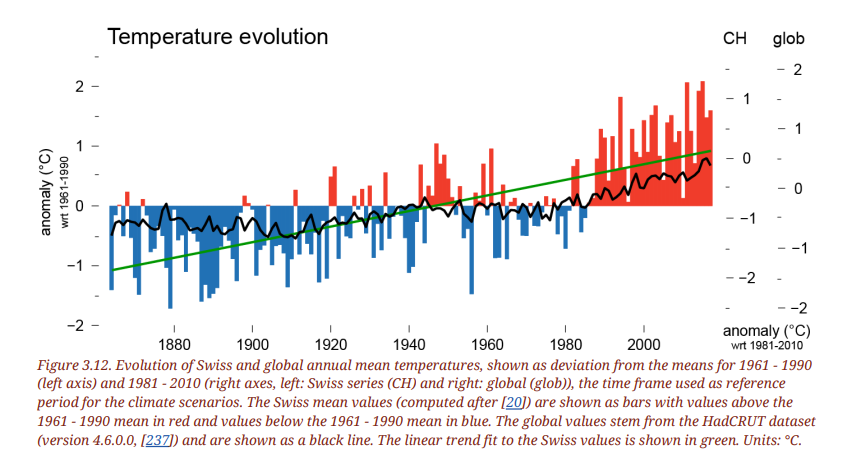 Temperature evolution
CH glob
2
1
0
−1
−2
anomaly (°C)
wrt 1961-1990
1
0
−1
−2
2
1
0
−1
−2
1880 1900 1920 1940 1960 1980 2000
anomaly (°C)
wrt 1981-2010
Figure 3.12. Evolution of Swiss and global annual mean temperatures, shown as deviation from the means for 1961 - 1990
(left axis) and 1981 - 2010 (right axes, left: Swiss series (CH) and right: global (glob)), the time frame used as reference
period for the climate scenarios. The Swiss mean values (computed after [20]) are shown as bars with values above the
1961 - 1990 mean in red and values below the 1961 - 1990 mean in blue. The global values stem from the HadCRUT dataset
(version 4.6.0.0, [237]) and are shown as a black line. The linear trend fit to the Swiss values is shown in green. Units: °C.